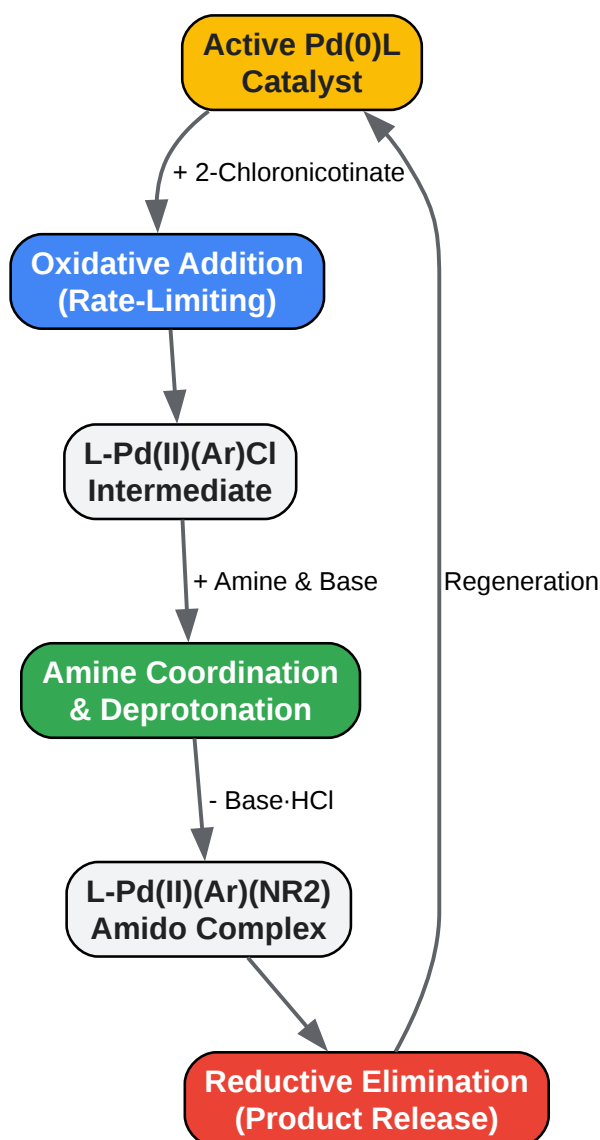 Active Pd(0)L
Catalyst
+ 2-Chloronicotinate
Oxidative Addition
(Rate-Limiting)
L-Pd(II)(Ar)Cl
Intermediate
+ Amine & Base
Regeneration
Amine Coordination
& Deprotonation
- Base·HCl
L-Pd(II)(Ar)(NR2)
Amido Complex
Reductive Elimination
(Product Release)